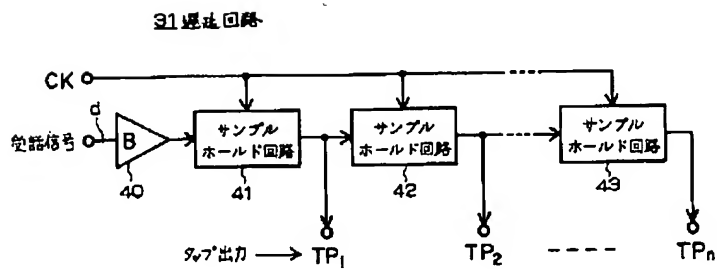 31 遅延回路
CK
受話信号
d
B
40
サンプル
ホールド回路
41
サンプル
ホールド回路
42
サンプル
ホールド回路
43
タップ出力
TP1
TP2
TPn